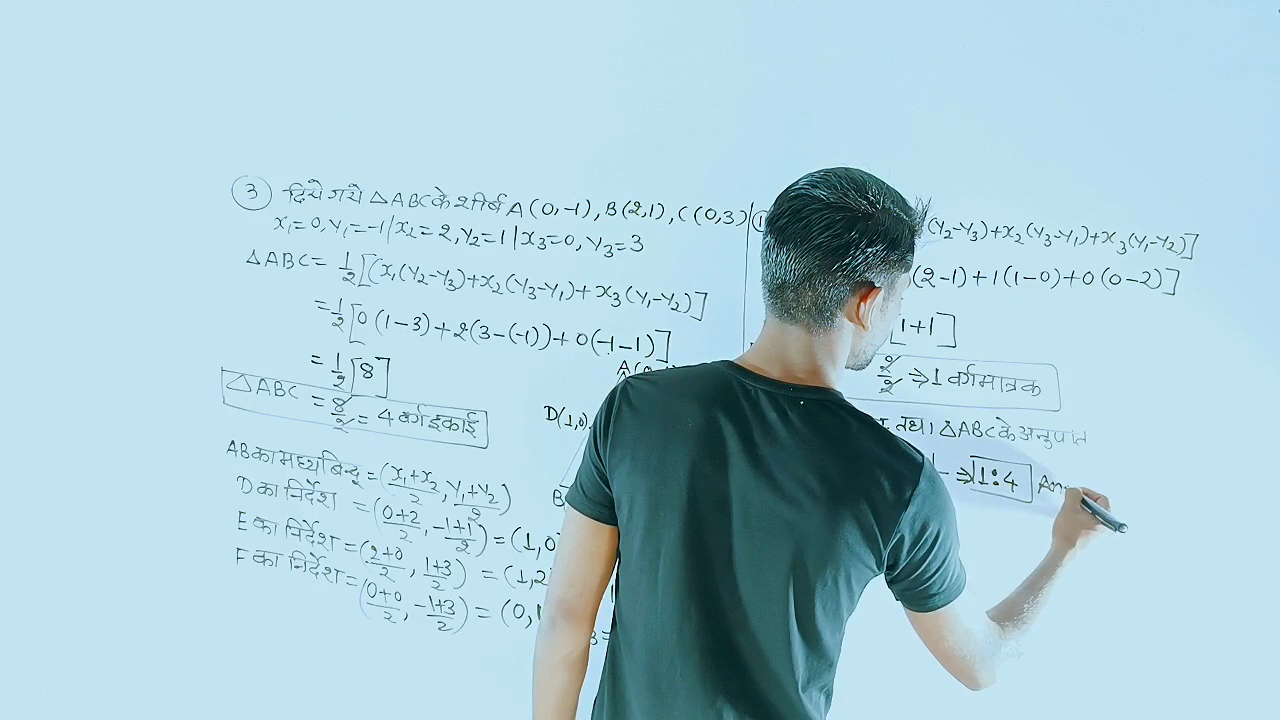 ③ दिये गये △ABC के शीर्ष A(0,-1), B(2,1), C(0,3)
x₁=0, y₁=-1 | x₂=2, y₂=1 | x₃=0, y₃=3
△ABC = 1/2 [(x₁(y₂-y₃)+x₂(y₃-y₁)+x₃(y₁-y₂)]
= 1/2 [0(1-3)+2(3-(-1))+0(-1-1)]
= 1/2 [8]
△ABC = 8/2 = 4 वर्ग इकाई
AB का मध्य बिन्दु = (x₁+x₂/2, y₁+y₂/2)
D का निर्देश = (0+2/2, -1+1/2) = (1,0
E का निर्देश = (2+0/2, 1+3/2) = (1,2
F का निर्देश = (0+0/2, -1+3/2) = (0,1
D(1,0)
B
(y₂-y₃)+x₂(y₃-y₁)+x₃(y₁-y₂)]
(2-1)+1(1-0)+0(0-2)]
[1+1]
2/2 ⇒ 1 वर्गमात्रक
तथा △ABC के अनुपात
⇒ 1:4 An